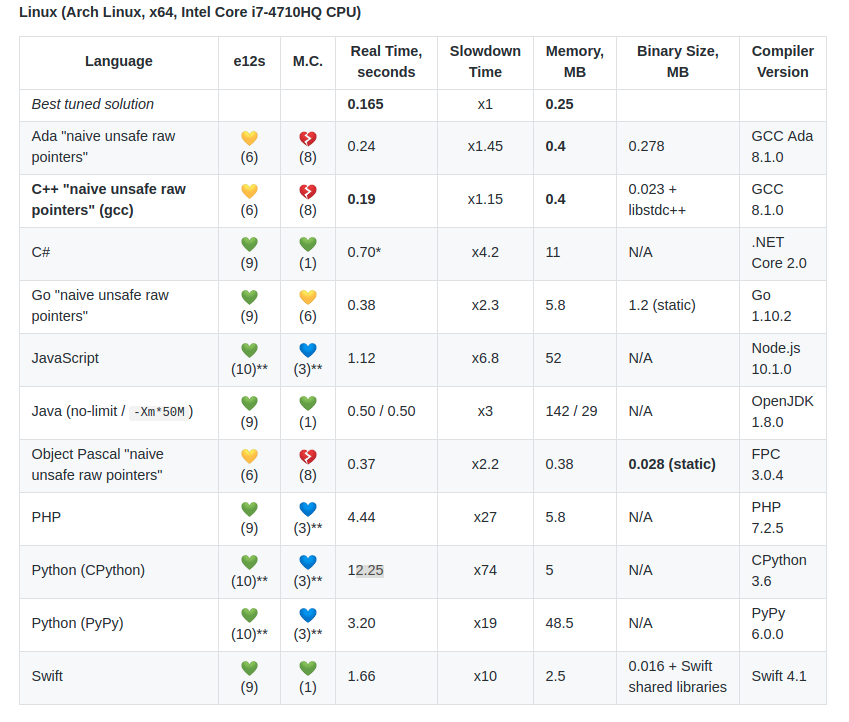 Linux (Arch Linux, x64, Intel Core i7-4710HQ CPU)
Language e12s M.C. Real Time, seconds Slowdown Time Memory, MB Binary Size, MB Compiler Version
Best tuned solution 0.165 x1 0.25
Ada "naive unsafe raw pointers" 💛 (6) 💔 (8) 0.24 x1.45 0.4 0.278 GCC Ada 8.1.0
C++ "naive unsafe raw pointers" (gcc) 💛 (6) 💔 (8) 0.19 x1.15 0.4 0.023 + libstdc++ GCC 8.1.0
C# 💚 (9) 💚 (1) 0.70* x4.2 11 N/A .NET Core 2.0
Go "naive unsafe raw pointers" 💚 (9) 💛 (6) 0.38 x2.3 5.8 1.2 (static) Go 1.10.2
JavaScript 💚 (10)** 💙 (3)** 1.12 x6.8 52 N/A Node.js 10.1.0
Java (no-limit / -Xm*50M ) 💚 (9) 💚 (1) 0.50 / 0.50 x3 142 / 29 N/A OpenJDK 1.8.0
Object Pascal "naive unsafe raw pointers" 💛 (6) 💔 (8) 0.37 x2.2 0.38 0.028 (static) FPC 3.0.4
PHP 💚 (9) 💙 (3)** 4.44 x27 5.8 N/A PHP 7.2.5
Python (CPython) 💚 (10)** 💙 (3)** 12.25 x74 5 N/A CPython 3.6
Python (PyPy) 💚 (10)** 💙 (3)** 3.20 x19 48.5 N/A PyPy 6.0.0
Swift 💚 (9) 💚 (1) 1.66 x10 2.5 0.016 + Swift shared libraries Swift 4.1